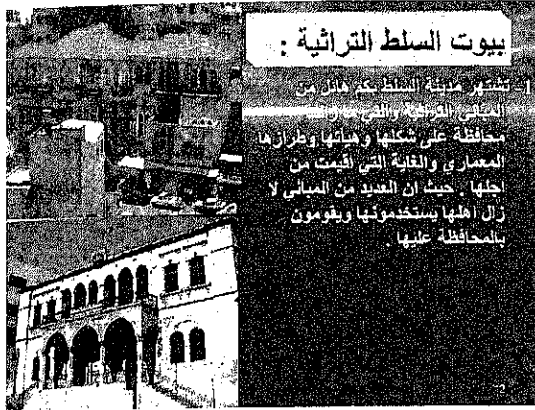 بيوت السلط التراثية :
1- تشتهر مدينة السلط بكم هائل من
المباني التراثية والتي
محافظة على شكلها وهيأتها وطرازها
المعماري والغاية التي اقيمت من
اجلها . حيث ان العديد من المباني لا
زال اهلها يستخدمونها ويقومون
بالمحافظة عليها .